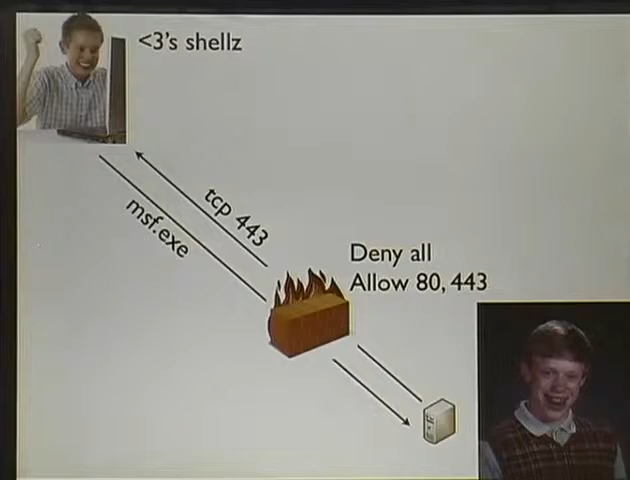 <3's shellz
tcp 443
msf.exe
Deny all
Allow 80, 443